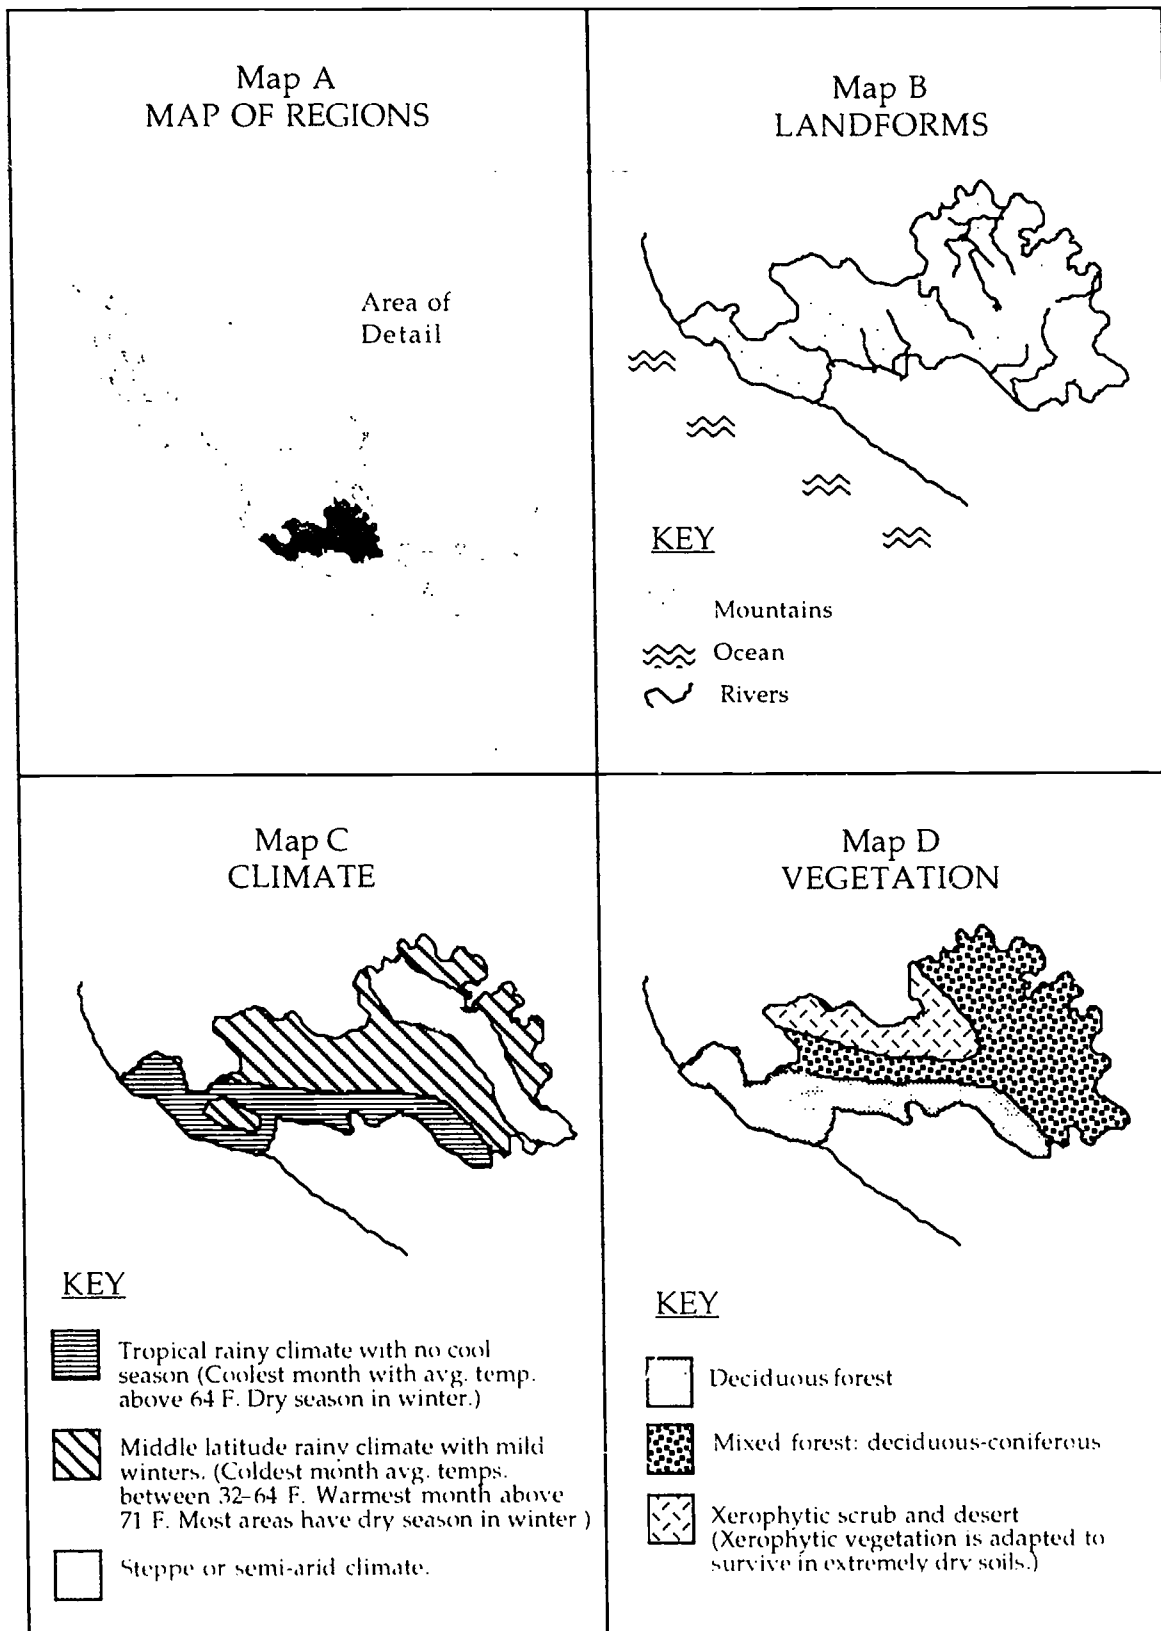 Map A
MAP OF REGIONS
Area of
Detail
Map B
LANDFORMS
KEY
Mountains
Ocean
Rivers
Map C
CLIMATE
KEY
Tropical rainy climate with no cool
season (Coolest month with avg. temp.
above 64 F. Dry season in winter.)
Middle latitude rainy climate with mild
winters. (Coldest month avg. temps.
between 32-64 F. Warmest month above
71 F. Most areas have dry season in winter )
Steppe or semi-arid climate.
Map D
VEGETATION
KEY
Deciduous forest
Mixed forest: deciduous-coniferous
Xerophytic scrub and desert
(Xerophytic vegetation is adapted to
survive in extremely dry soils.)